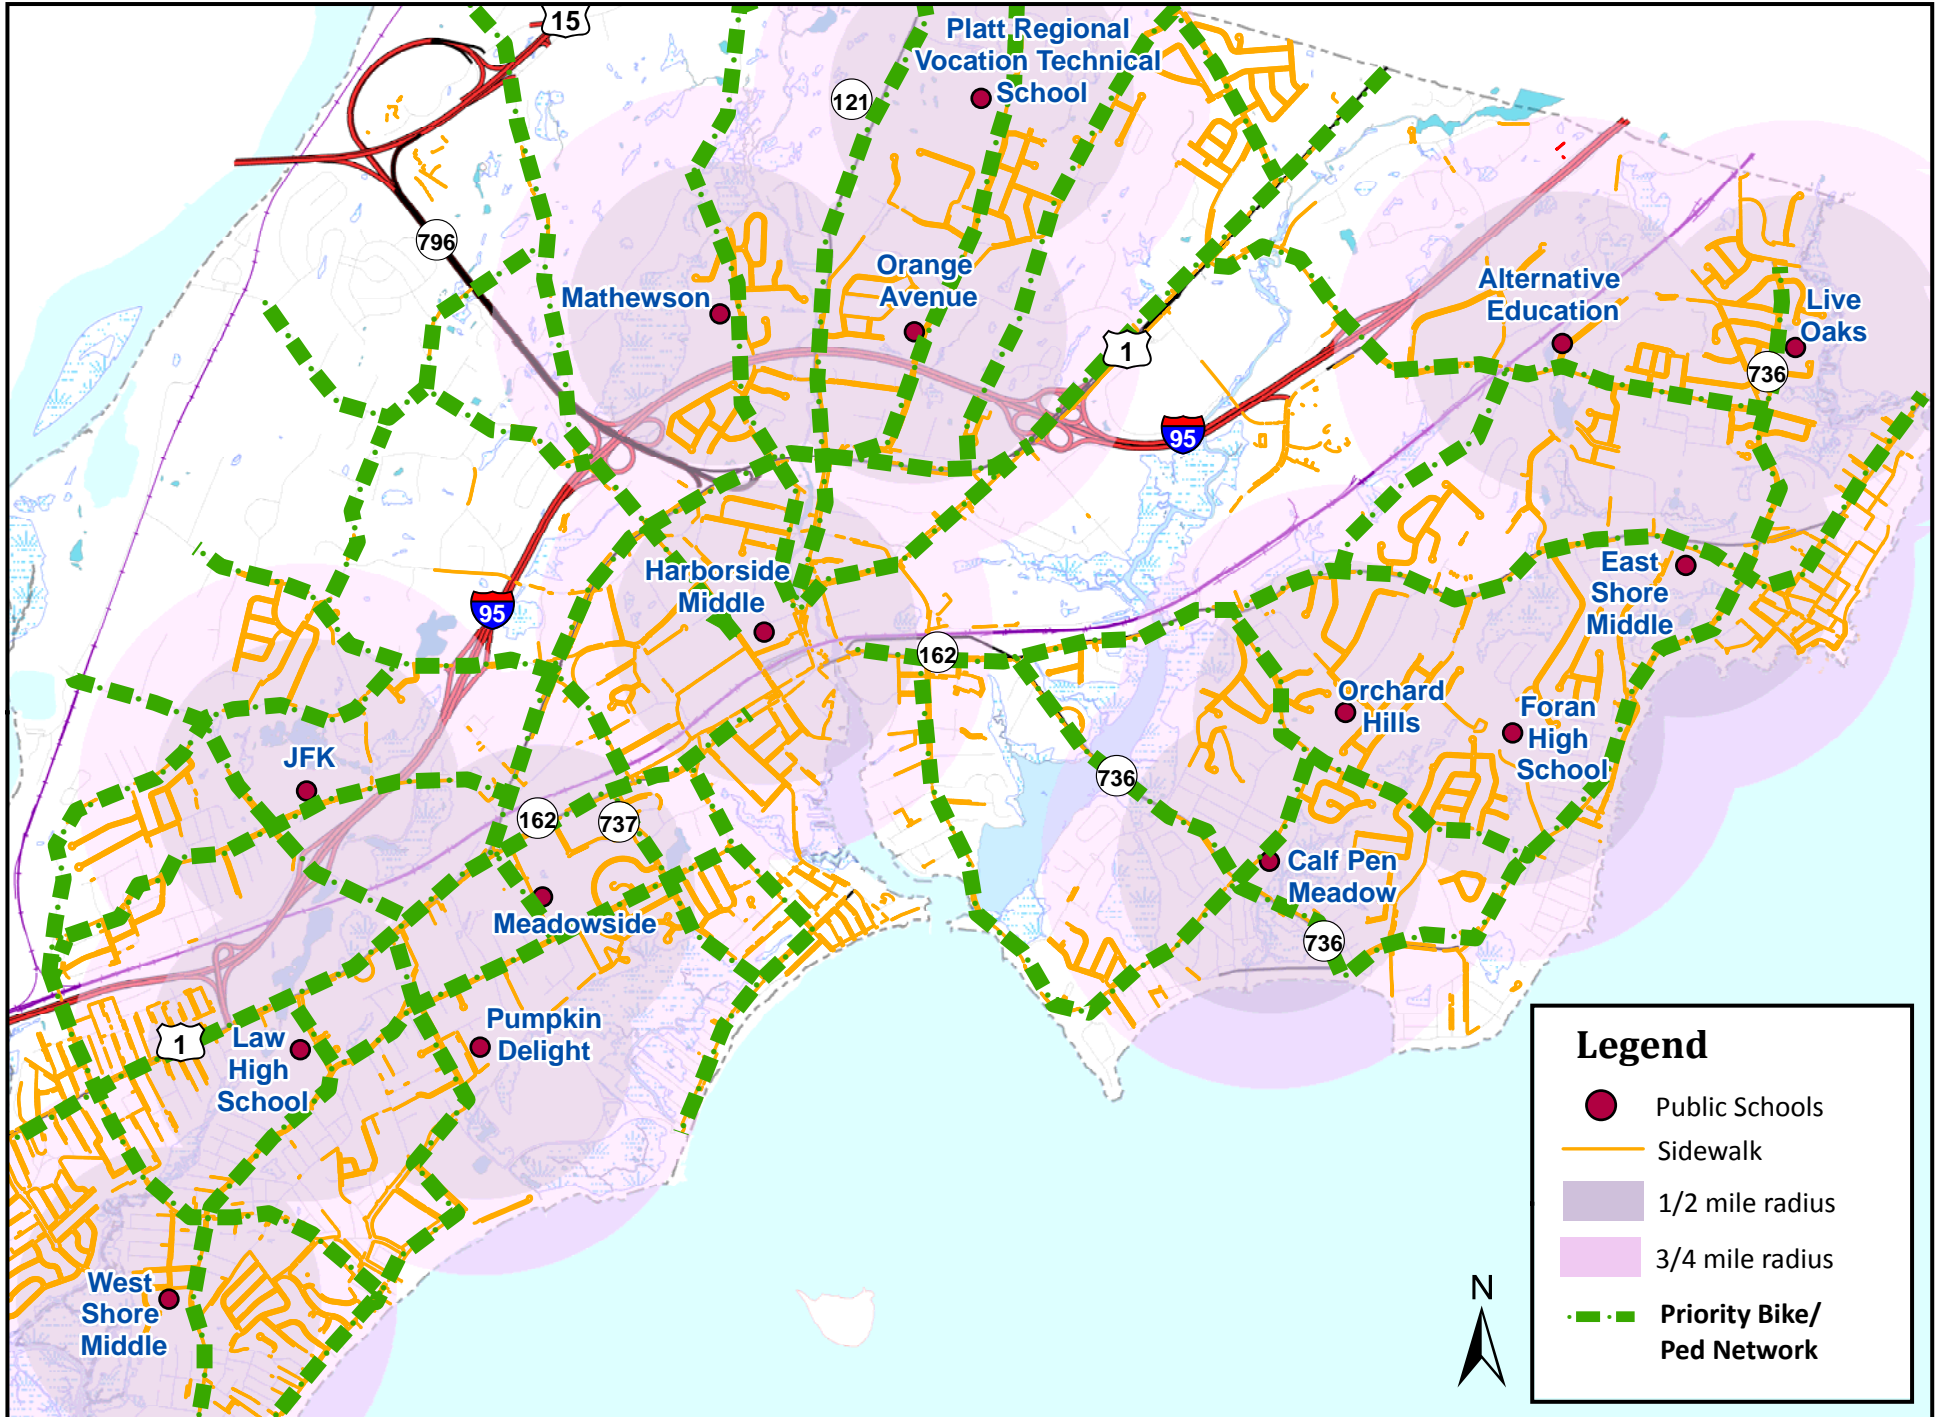 15
Platt Regional
Vocation Technical
School
121
796
Mathewson
Orange
Avenue
Alternative
Education
Live
Oaks
1
736
95
Harborside
Middle
East
Shore
Middle
95
162
Orchard
Hills
Foran
High
School
JFK
736
162
737
Calf Pen
Meadow
Meadowside
736
Pumpkin
Delight
1
Law
High
School
West
Shore
Middle
N
Legend
Public Schools
Sidewalk
1/2 mile radius
3/4 mile radius
Priority Bike/
Ped Network